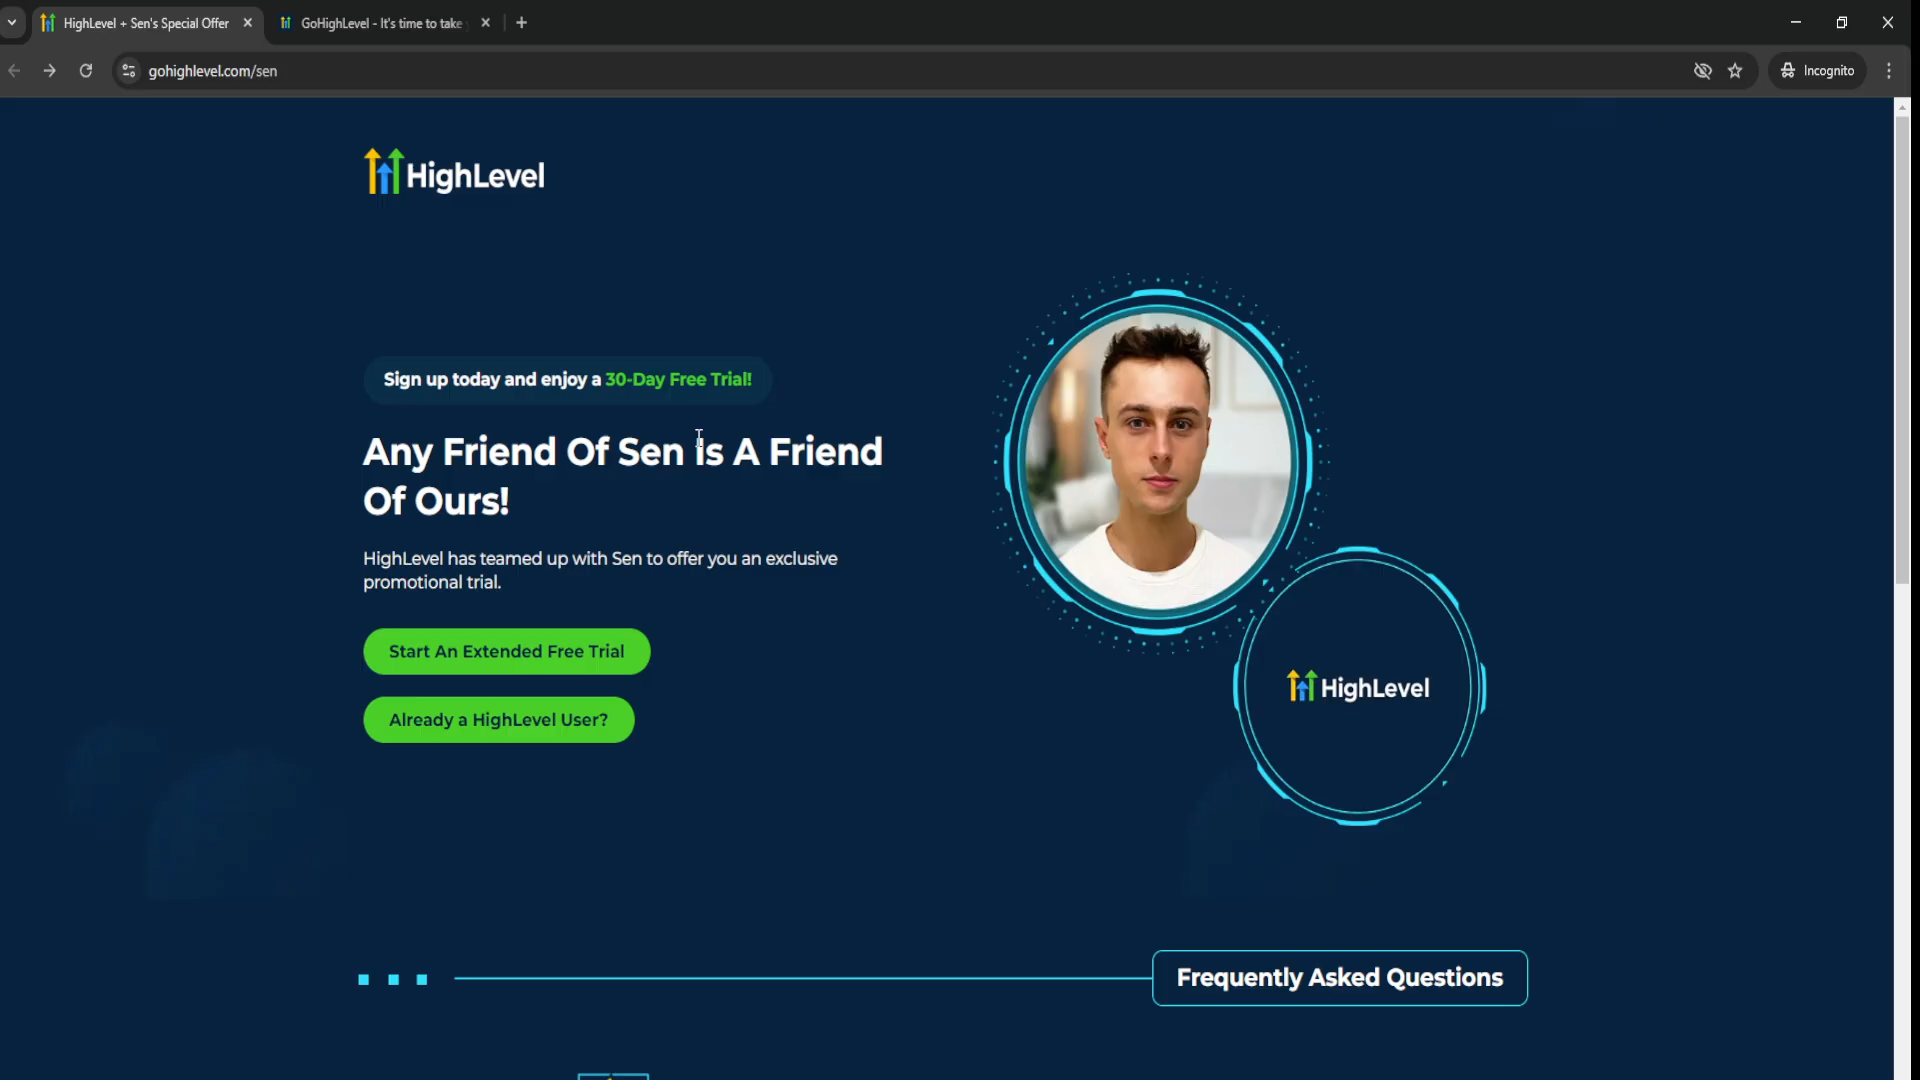 HighLevel + Sen's Special Offer
GoHighLevel - It's time to take
gohighlevel.com/sen
Incognito
HighLevel
Sign up today and enjoy a 30-Day Free Trial!
Any Friend Of Sen Is A Friend
Of Ours!
HighLevel has teamed up with Sen to offer you an exclusive
promotional trial.
Start An Extended Free Trial
Already a HighLevel User?
HighLevel
Frequently Asked Questions